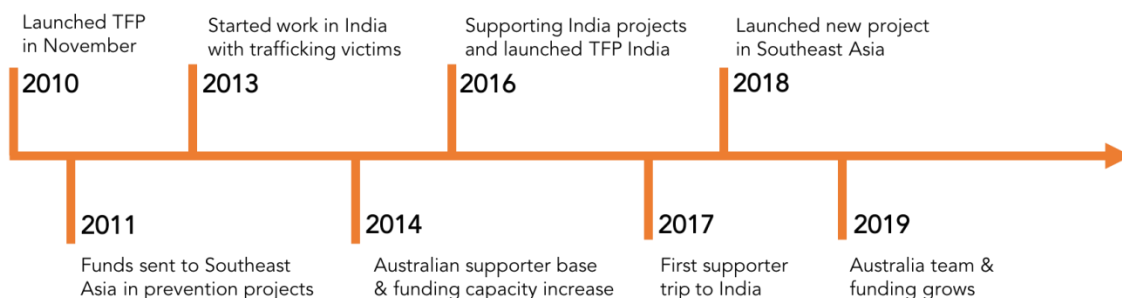 Launched TFP
in November
2010
Started work in India
with trafficking victims
2013
Supporting India projects
and launched TFP India
2016
Launched new project
in Southeast Asia
2018
2011
Funds sent to Southeast
Asia in prevention projects
2014
Australian supporter base
& funding capacity increase
2017
First supporter
trip to India
2019
Australia team &
funding grows